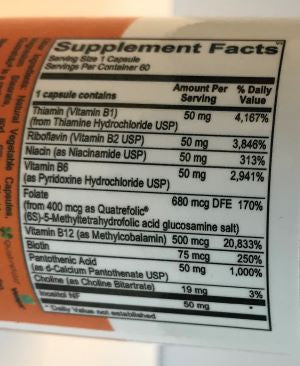 Supplement Facts
Serving Size 1 Capsule
Servings Per Container 60
1 capsule contains Amount Per Serving % Daily Value
Thiamin (Vitamin B1) 50 mg 4,167%
(from Thiamine Hydrochloride USP)
Riboflavin (Vitamin B2 USP) 50 mg 3,846%
Niacin (as Niacinamide USP) 50 mg 313%
Vitamin B6 50 mg 2,941%
(as Pyridoxine Hydrochloride USP)
Folate 680 mcg DFE 170%
(from 400 mcg as Quatrefolic®
(6S)-5-Methyltetrahydrofolic acid glucosamine salt)
Vitamin B12 (as Methylcobalamin) 500 mcg 20,833%
Biotin 75 mcg 250%
Pantothenic Acid 50 mg 1,000%
(as d-Calcium Pantothenate USP)
Choline (as Choline Bitartrate) 19 mg 3%
Inositol NF 50 mg *
* Daily Value not established
Natural Vegetable Capsules